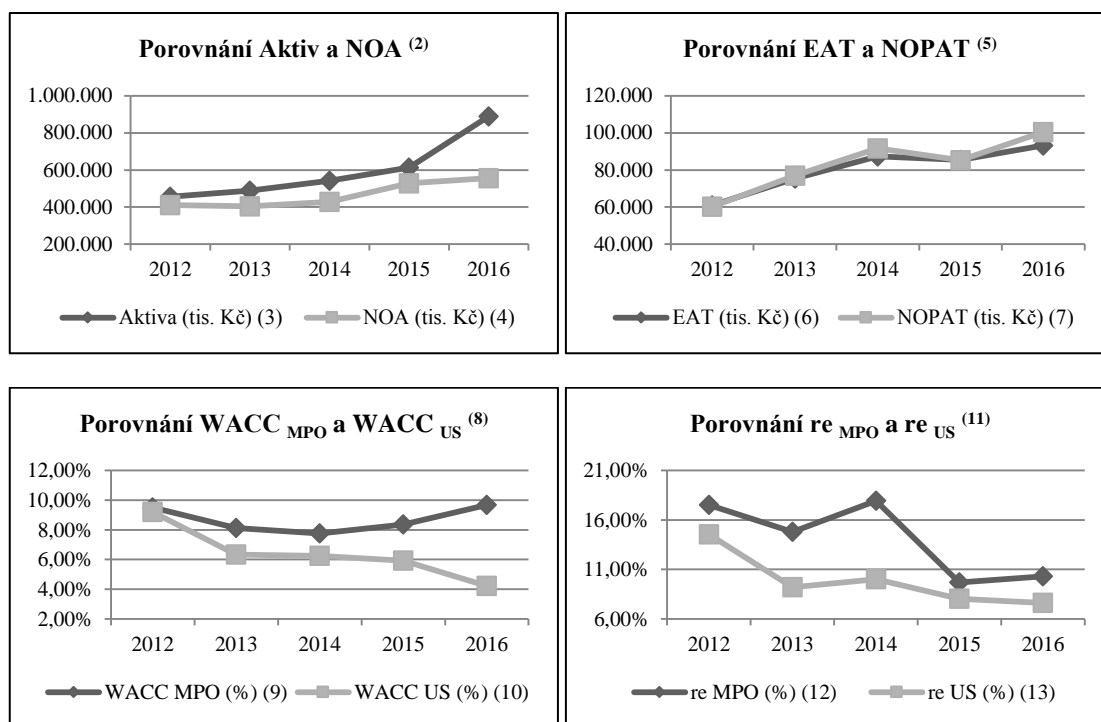 Porovnání Aktiv a NOA (2)
1.000.000
800.000
600.000
400.000
200.000
2012 2013 2014 2015 2016
Aktiva (tis. Kč) (3) NOA (tis. Kč) (4)
Porovnání EAT a NOPAT (5)
120.000
100.000
80.000
60.000
40.000
2012 2013 2014 2015 2016
EAT (tis. Kč) (6) NOPAT (tis. Kč) (7)
Porovnání WACC MPO a WACC US (8)
12,00%
10,00%
8,00%
6,00%
4,00%
2,00%
2012 2013 2014 2015 2016
WACC MPO (%) (9) WACC US (%) (10)
Porovnání re MPO a re US (11)
21,00%
16,00%
11,00%
6,00%
2012 2013 2014 2015 2016
re MPO (%) (12) re US (%) (13)